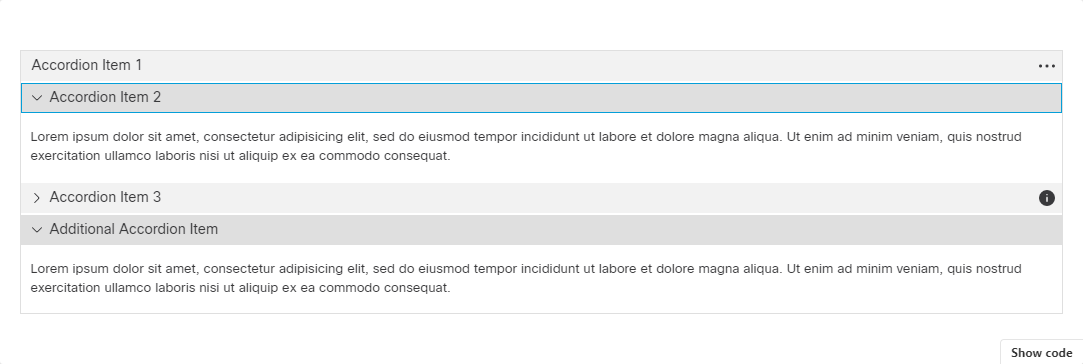 Accordion Item 1
Accordion Item 2
Lorem ipsum dolor sit amet, consectetur adipisicing elit, sed do eiusmod tempor incididunt ut labore et dolore magna aliqua. Ut enim ad minim veniam, quis nostrud
exercitation ullamco laboris nisi ut aliquip ex ea commodo consequat.
Accordion Item 3
Additional Accordion Item
Lorem ipsum dolor sit amet, consectetur adipisicing elit, sed do eiusmod tempor incididunt ut labore et dolore magna aliqua. Ut enim ad minim veniam, quis nostrud
exercitation ullamco laboris nisi ut aliquip ex ea commodo consequat.
Show code